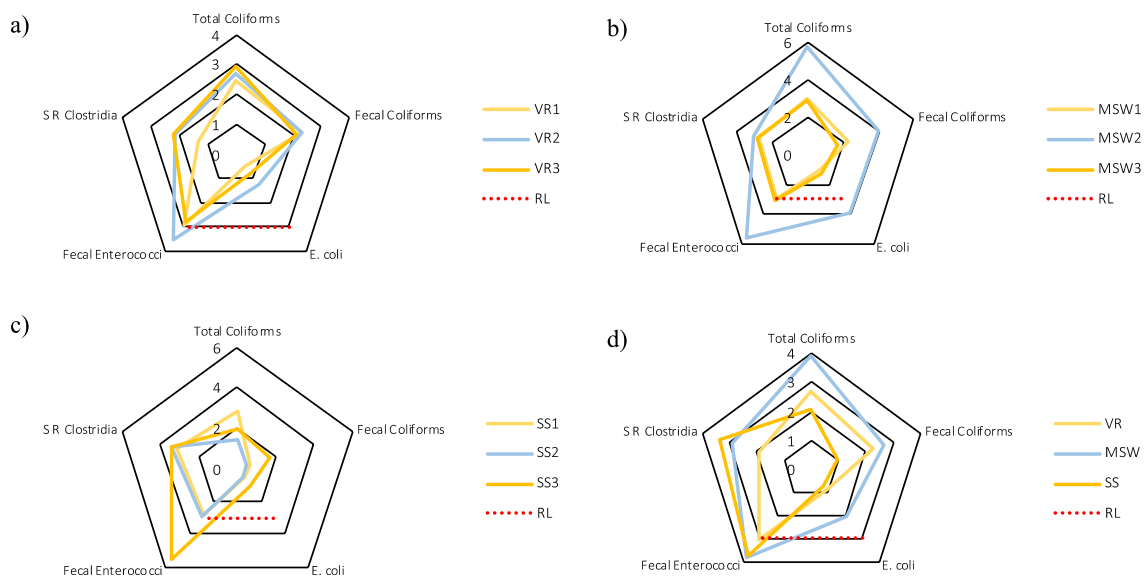 a)
Total Coliforms
4
3
2
1
0
S R Clostridia
Fecal Coliforms
Fecal Enterococci
E. coli
VR1
VR2
VR3
RL
b)
Total Coliforms
6
4
2
0
S R Clostridia
Fecal Coliforms
Fecal Enterococci
E. coli
MSW1
MSW2
MSW3
RL
c)
Total Coliforms
6
4
2
0
S R Clostridia
Fecal Coliforms
Fecal Enterococci
E. coli
SS1
SS2
SS3
RL
d)
Total Coliforms
4
3
2
1
0
S R Clostridia
Fecal Coliforms
Fecal Enterococci
E. coli
VR
MSW
SS
RL